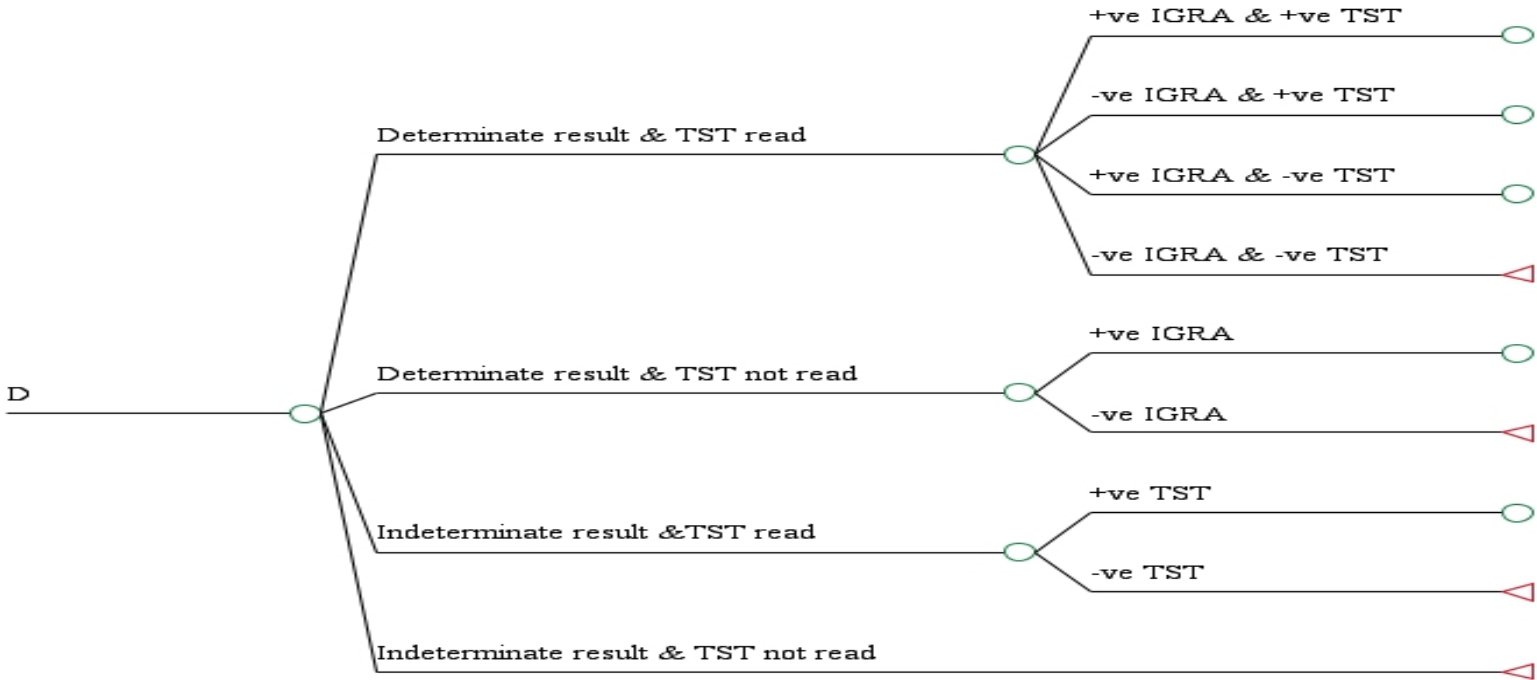 +ve IGRA & +ve TST
-ve IGRA & +ve TST
Determinate result & TST read
+ve IGRA & -ve TST
-ve IGRA & -ve TST
+ve IGRA
Determinate result & TST not read
D
-ve IGRA
+ve TST
Indeterminate result &TST read
-ve TST
Indeterminate result & TST not read